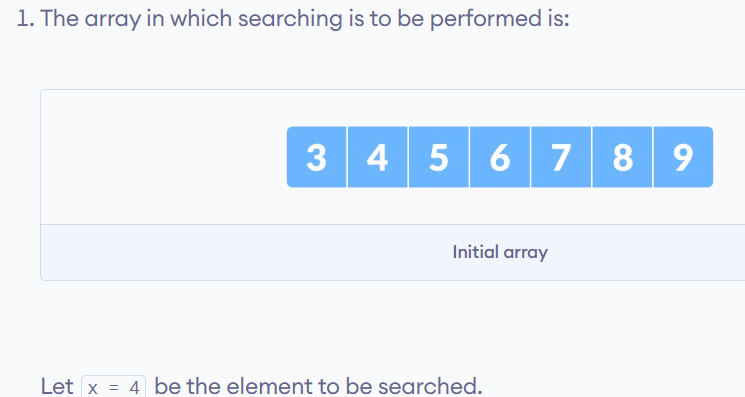 1. The array in which searching is to be performed is:
3 4 5 6 7 8 9
Initial array
Let x = 4 be the element to be searched.